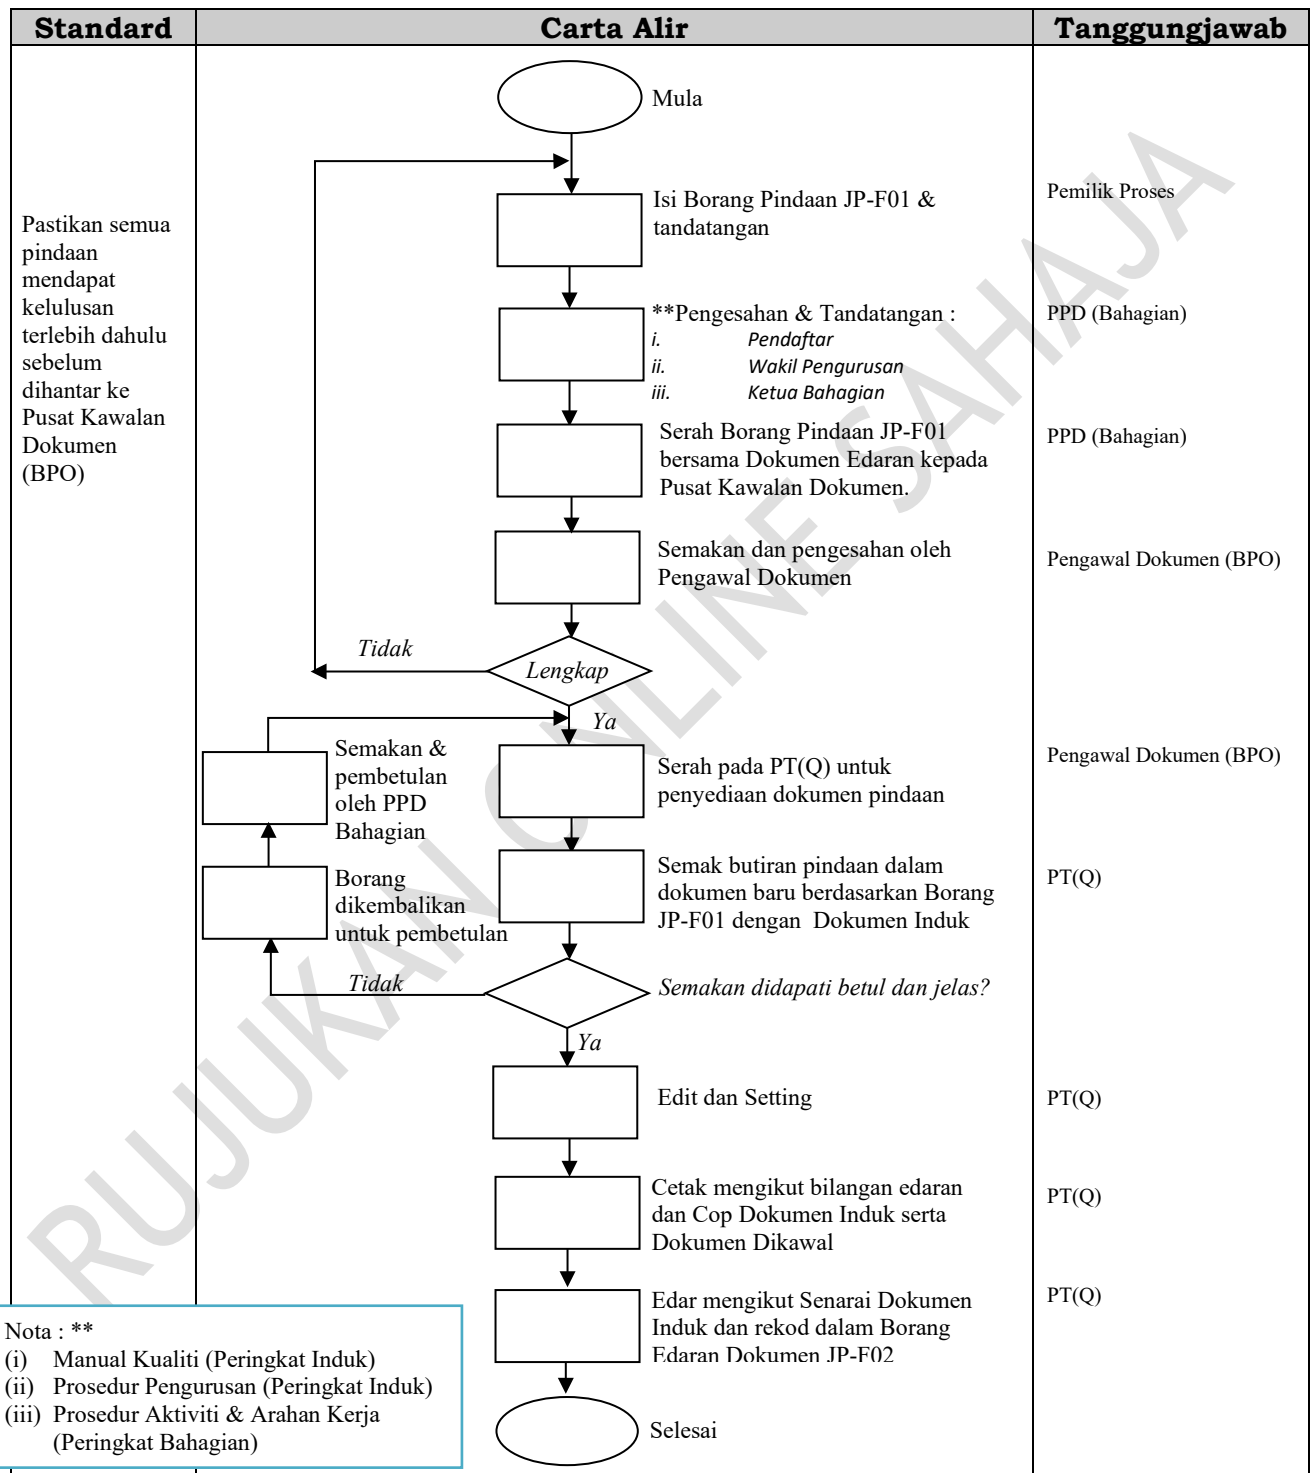 Standard
Carta Alir
Tanggungjawab
Mula
Pastikan semua
pindaan
mendapat
kelulusan
terlebih dahulu
sebelum
dihantar ke
Pusat Kawalan
Dokumen
(BPO)
Isi Borang Pindaan JP-F01 &
tandatangan
Pemilik Proses
**Pengesahan & Tandatangan :
i. Pendaftar
ii. Wakil Pengurusan
iii. Ketua Bahagian
PPD (Bahagian)
Serah Borang Pindaan JP-F01
bersama Dokumen Edaran kepada
Pusat Kawalan Dokumen.
PPD (Bahagian)
Semakan dan pengesahan oleh
Pengawal Dokumen
Pengawal Dokumen (BPO)
Tidak
Lengkap
Ya
Semakan &
pembetulan
oleh PPD
Bahagian
Serah pada PT(Q) untuk
penyediaan dokumen pindaan
Pengawal Dokumen (BPO)
Borang
dikembalikan
untuk pembetulan
Semak butiran pindaan dalam
dokumen baru berdasarkan Borang
JP-F01 dengan Dokumen Induk
PT(Q)
Tidak
Semakan didapati betul dan jelas?
Ya
Edit dan Setting
PT(Q)
Cetak mengikut bilangan edaran
dan Cop Dokumen Induk serta
Dokumen Dikawal
PT(Q)
Edar mengikut Senarai Dokumen
Induk dan rekod dalam Borang
Edaran Dokumen JP-F02
PT(Q)
Selesai
Nota : **
(i) Manual Kualiti (Peringkat Induk)
(ii) Prosedur Pengurusan (Peringkat Induk)
(iii) Prosedur Aktiviti & Arahan Kerja
(Peringkat Bahagian)
RUJUKAN ONLINE SAHAJA